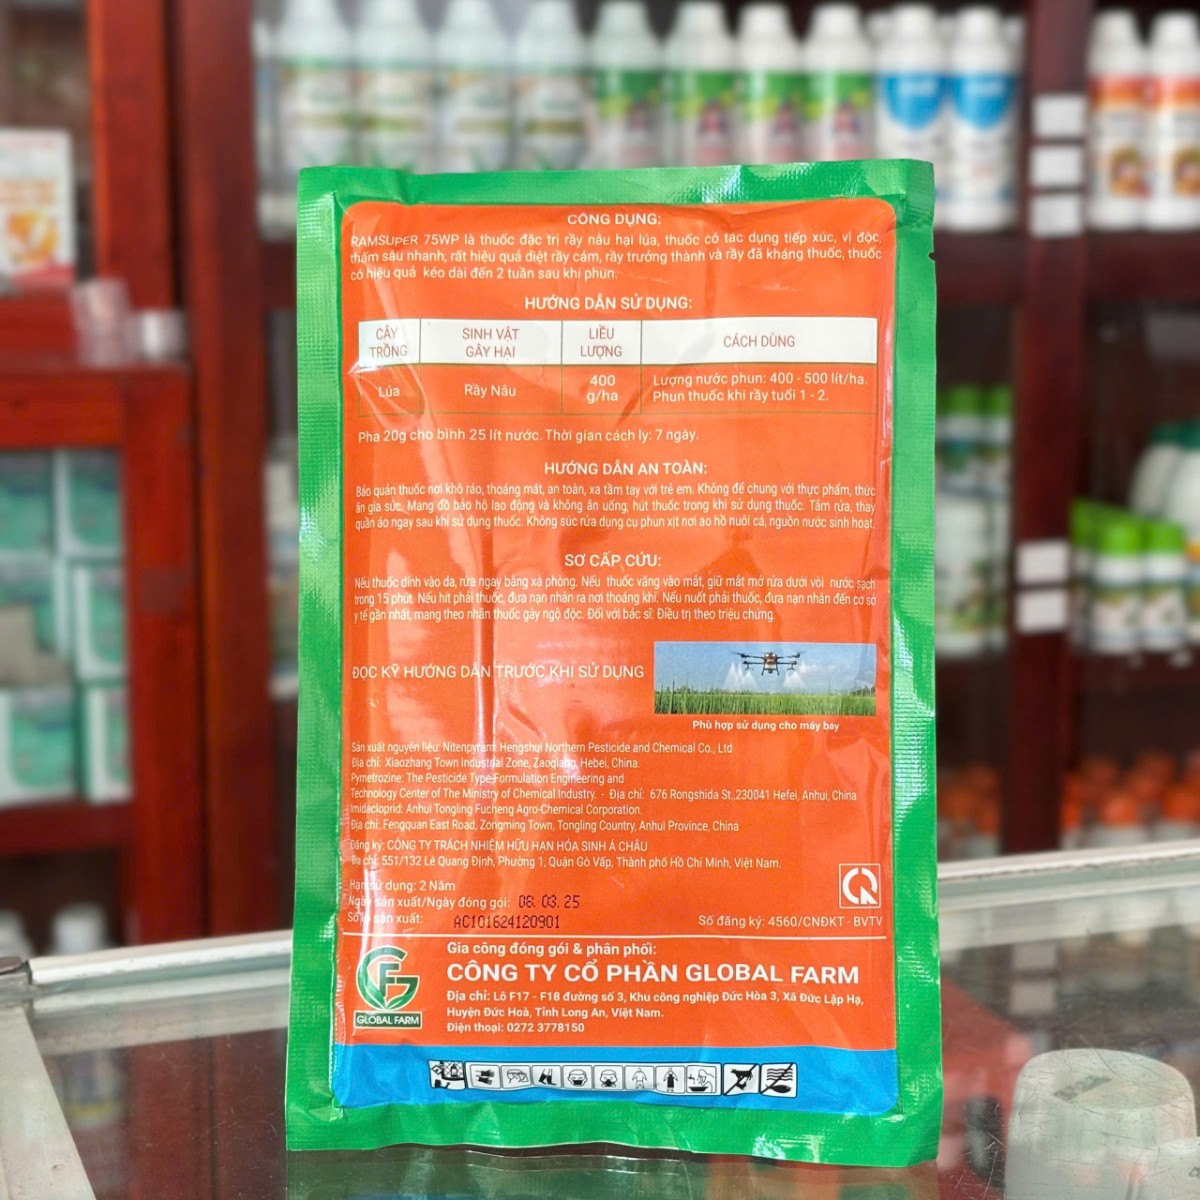 CÔNG DỤNG:
RAMSUPER 75WP là thuốc đặc trị rầy nâu hại lúa, thuốc có tác dụng tiếp xúc, vị độc,
thấm sâu nhanh, rất hiệu quả diệt rầy cám, rầy trưởng thành và rầy đã kháng thuốc, thuốc
có hiệu quả kéo dài đến 2 tuần sau khi phun.
HƯỚNG DẪN SỬ DỤNG:
CÂY TRỒNG SINH VẬT GÂY HẠI LIỀU LƯỢNG CÁCH DÙNG
Lúa Rầy Nâu 400 g/ha Lượng nước phun: 400 - 500 lít/ha.
Phun thuốc khi rầy tuổi 1 - 2.
Pha 20g cho bình 25 lít nước. Thời gian cách ly: 7 ngày.
HƯỚNG DẪN AN TOÀN:
Bảo quản thuốc nơi khô ráo, thoáng mát, an toàn, xa tầm tay với trẻ em. Không để chung với thực phẩm, thức
ăn gia súc. Mang đồ bảo hộ lao động và không ăn uống, hút thuốc trong khi sử dụng thuốc. Tắm rửa, thay
quần áo ngay sau khi sử dụng thuốc. Không súc rửa dụng cụ phun xịt nơi ao hồ nuôi cá, nguồn nước sinh hoạt.
SƠ CẤP CỨU:
Nếu thuốc dính vào da, rửa ngay bằng xà phòng. Nếu thuốc văng vào mắt, giữ mắt mở rửa dưới vòi nước sạch
trong 15 phút. Nếu hít phải thuốc, đưa nạn nhân ra nơi thoáng khí. Nếu nuốt phải thuốc, đưa nạn nhân đến cơ sở
y tế gần nhất, mang theo nhãn thuốc gây ngộ độc. Đối với bác sĩ: Điều trị theo triệu chứng.
ĐỌC KỸ HƯỚNG DẪN TRƯỚC KHI SỬ DỤNG
Phù hợp sử dụng cho máy bay
Sản xuất nguyên liệu: Nitenpyram: Hengshui Northern Pesticide and Chemical Co., Ltd
Địa chỉ: Xiaozhang Town Industrial Zone, Zaoqiang, Hebei, China.
Pymetrozine: The Pesticide Type Formulation Engineering and
Technology Center of The Ministry of Chemical Industry. - Địa chỉ: 676 Rongshida St.,230041 Hefei, Anhui, China
Imidacloprid: Anhui Tongling Fucheng Agro-Chemical Corporation.
Địa chỉ: Fengquan East Road, Zongming Town, Tongling Country, Anhui Province, China
Đăng ký: CÔNG TY TRÁCH NHIỆM HỮU HẠN HÓA SINH Á CHÂU
Địa chỉ: 551/132 Lê Quang Định, Phường 1, Quận Gò Vấp, Thành phố Hồ Chí Minh, Việt Nam.
Hạn sử dụng: 2 Năm
Ngày sản xuất/Ngày đóng gói: 08.03.25
Số lô sản xuất: AC101624120901
Số đăng ký: 4560/CNĐKT - BVTV
Gia công đóng gói & phân phối:
CÔNG TY CỔ PHẦN GLOBAL FARM
Địa chỉ: Lô F17 - F18 đường số 3, Khu công nghiệp Đức Hòa 3, Xã Đức Lập Hạ,
Huyện Đức Hoà, Tỉnh Long An, Việt Nam.
Điện thoại: 0272 3778150
GLOBAL FARM